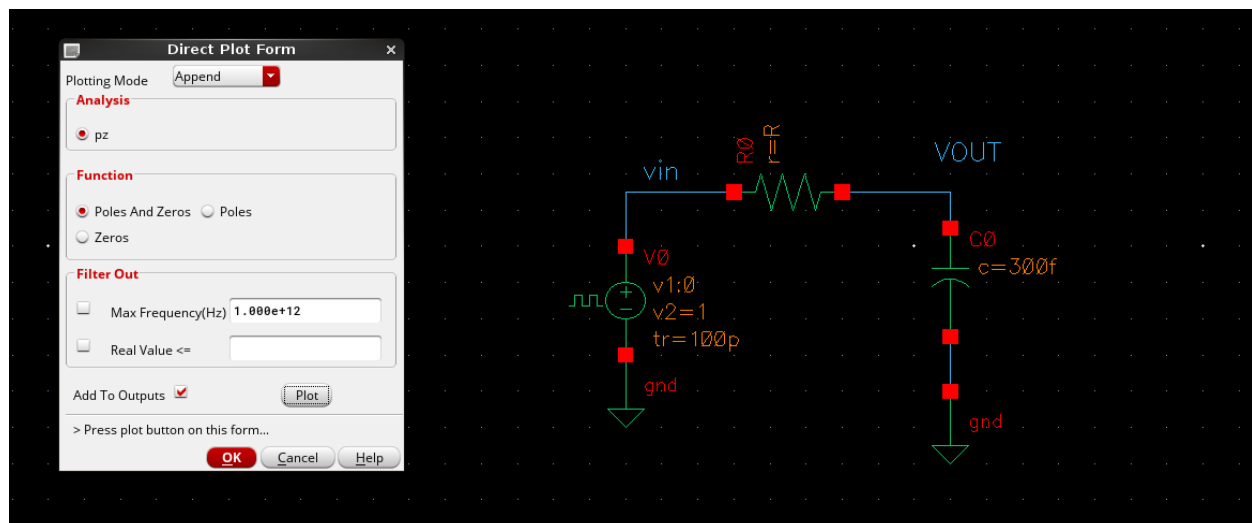 Direct Plot Form
Plotting Mode Append
Analysis
pz
Function
Poles And Zeros Poles
Zeros
Filter Out
Max Frequency(Hz) 1.000e+12
Real Value <=
Add To Outputs Plot
> Press plot button on this form...
OK Cancel Help
vin
R0
r=R
VOUT
V0
v1:0
v2=1
tr=100p
gnd
C0
c=300f
gnd